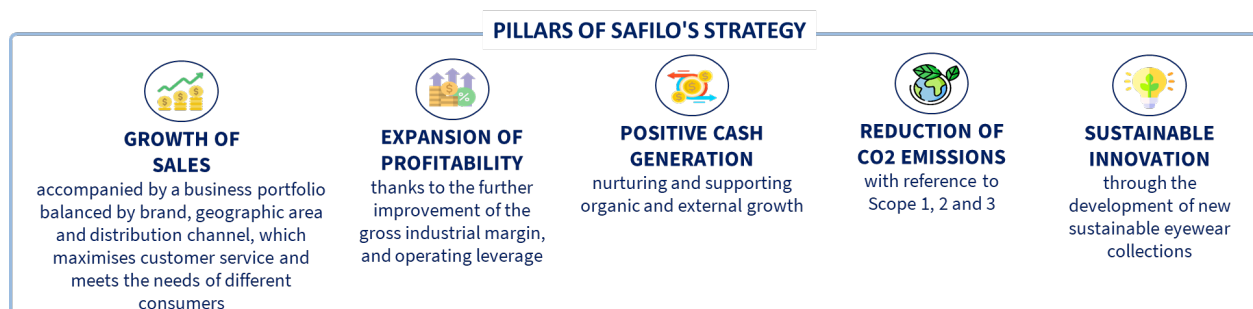 PILLARS OF SAFILO'S STRATEGY
GROWTH OF
SALES
accompanied by a business portfolio
balanced by brand, geographic area
and distribution channel, which
maximises customer service and
meets the needs of different
consumers
EXPANSION OF
PROFITABILITY
thanks to the further
improvement of the
gross industrial margin,
and operating leverage
POSITIVE CASH
GENERATION
nurturing and supporting
organic and external growth
REDUCTION OF
CO2 EMISSIONS
with reference to
Scope 1, 2 and 3
SUSTAINABLE
INNOVATION
through the
development of new
sustainable eyewear
collections